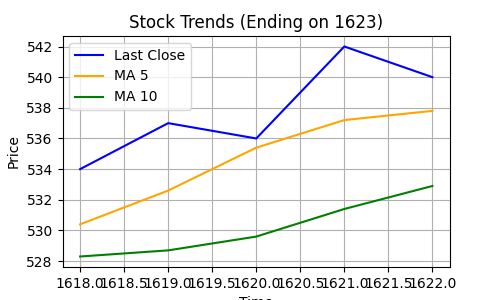 Stock Trends (Ending on 1623)
Last Close
MA 5
MA 10
Price
542
540
538
536
534
532
530
528
1618.0 1618.5 1619.0 1619.5 1620.0 1620.5 1621.0 1621.5 1622.0
Time